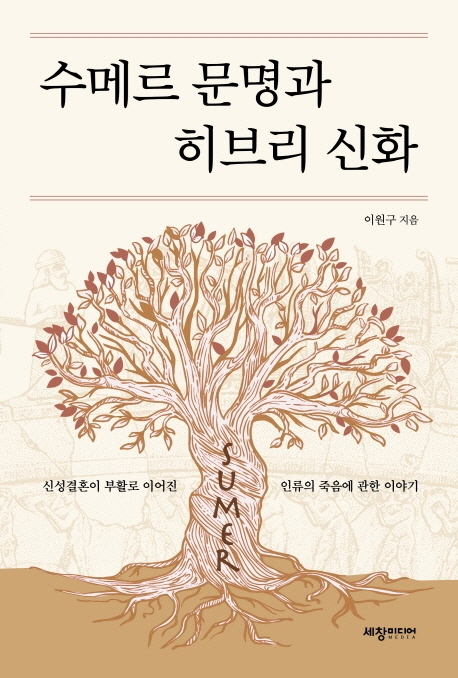 수메르 문명과
히브리 신화
이원구 지음
신성결혼이 부활로 이어진
인류의 죽음에 관한 이야기
SUMER
세창미디어
MEDIA